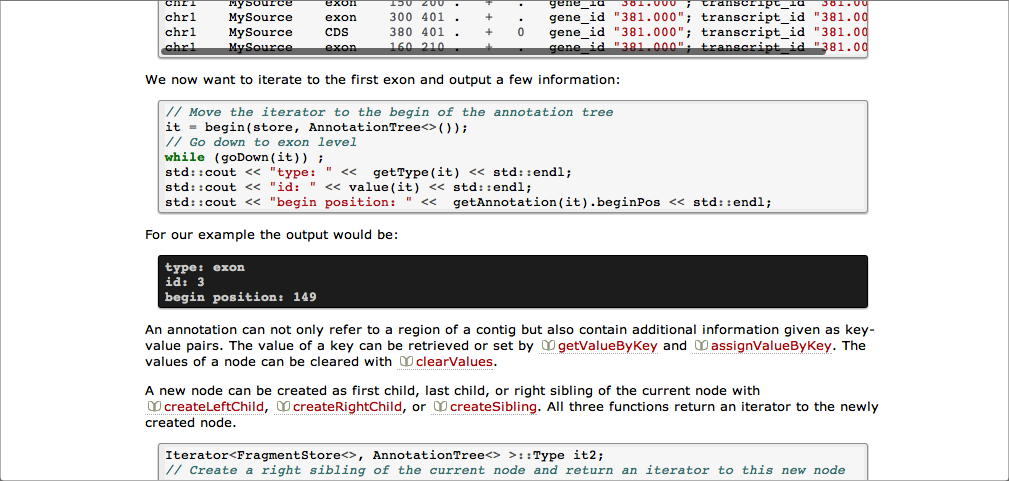 chr1 MySource exon 150 200 . + . gene_id "381.000"; transcript_id "381.00
chr1 MySource exon 300 401 . + . gene_id "381.000"; transcript_id "381.00
chr1 MySource CDS 380 401 . + 0 gene_id "381.000"; transcript_id "381.00
chr1 MySource exon 160 210 . + . gene_id "381.000"; transcript_id "381.00
We now want to iterate to the first exon and output a few information:
// Move the iterator to the begin of the annotation tree
it = begin(store, AnnotationTree<>());
// Go down to exon level
while (goDown(it)) ;
std::cout << "type: " <<  getType(it) << std::endl;
std::cout << "id: " << value(it) << std::endl;
std::cout << "begin position: " <<  getAnnotation(it).beginPos << std::endl;
For our example the output would be:
type: exon
id: 3
begin position: 149
An annotation can not only refer to a region of a contig but also contain additional information given as key-
value pairs. The value of a key can be retrieved or set by getValueByKey and assignValueByKey. The
values of a node can be cleared with clearValues.
A new node can be created as first child, last child, or right sibling of the current node with
createLeftChild, createRightChild, or createSibling. All three functions return an iterator to the newly
created node.
Iterator<FragmentStore<>, AnnotationTree<> >::Type it2;
// Create a right sibling of the current node and return an iterator to this new node